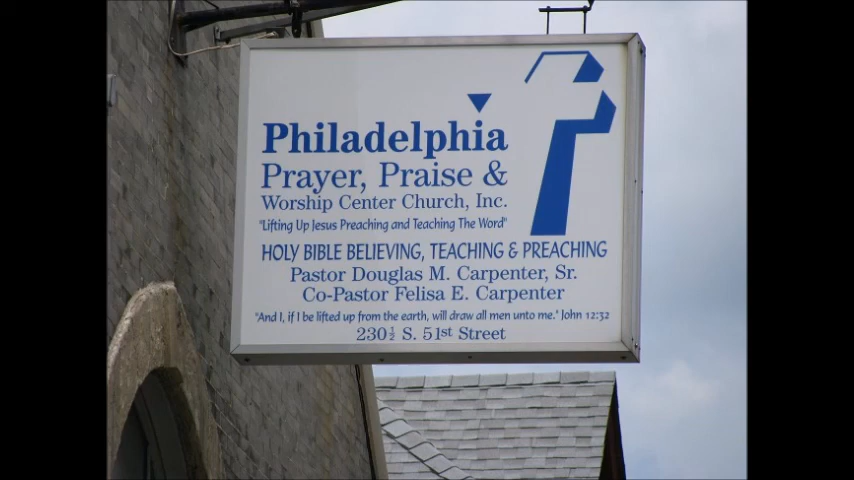 Philadelphia
Prayer, Praise &
Worship Center Church, Inc.
"Lifting Up Jesus Preaching and Teaching The Word"
HOLY BIBLE BELIEVING, TEACHING & PREACHING
Pastor Douglas M. Carpenter, Sr.
Co-Pastor Felisa E. Carpenter
"And I, if I be lifted up from the earth, will draw all men unto me." John 12:32
230½ S. 51st Street